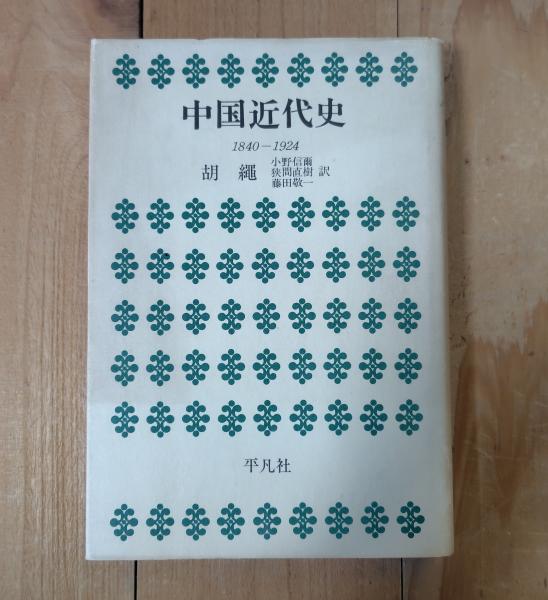 中国近代史
1840−1924
胡 繩
小野信爾
狭間直樹 訳
藤田敬一
平凡社